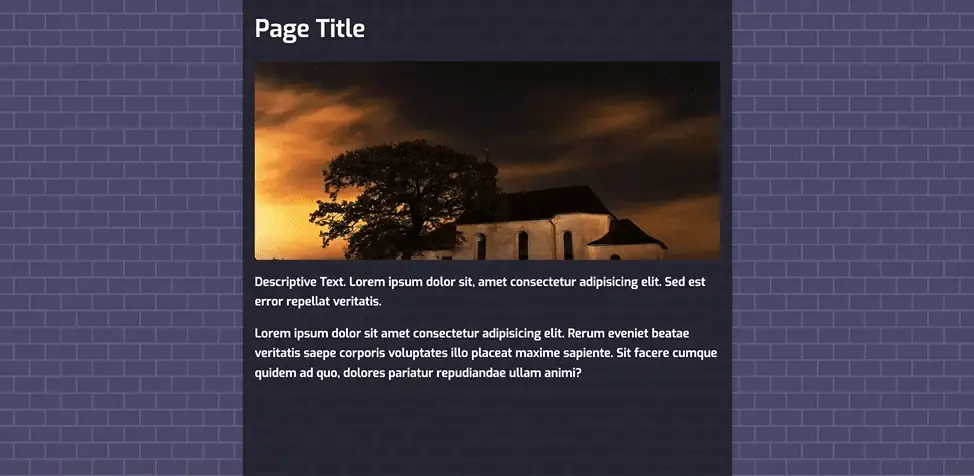 Page Title
Descriptive Text. Lorem ipsum dolor sit, amet consectetur adipisicing elit. Sed est
error repellat veritatis.
Lorem ipsum dolor sit amet consectetur adipisicing elit. Rerum eveniet beatae
veritatis saepe corporis voluptates illo placeat maxime sapiente. Sit facere cumque
quidem ad quo, dolores pariatur repudiandae ullam animi?